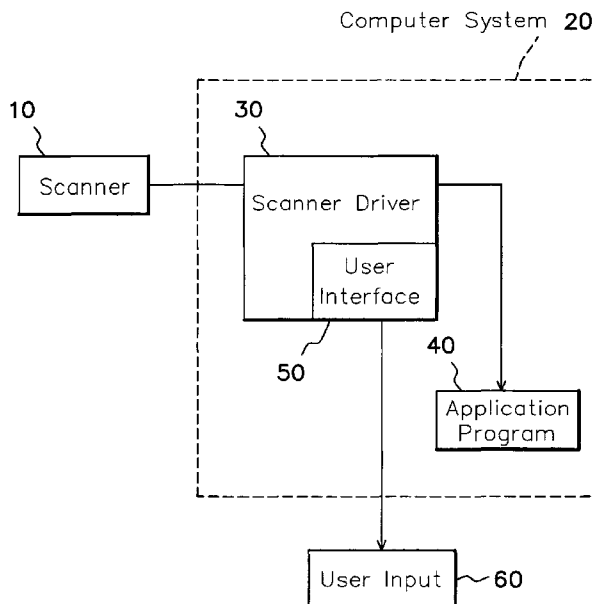 Computer System 20
10
30
Scanner
Scanner Driver
User
Interface
50
40
Application
Program
User Input
60